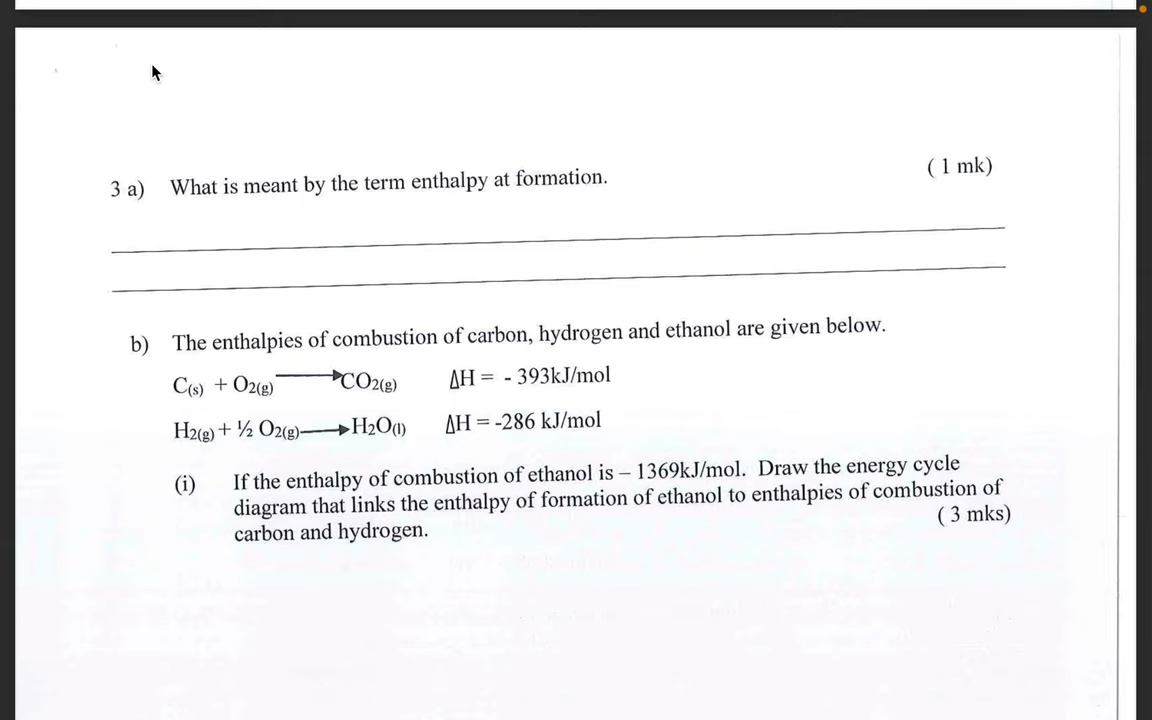 3 a) What is meant by the term enthalpy at formation. ( 1 mk)
b) The enthalpies of combustion of carbon, hydrogen and ethanol are given below.
C(s) + O2(g) ⟶ CO2(g) ΔH = - 393kJ/mol
H2(g) + ½ O2(g) ⟶ H2O(l) ΔH = -286 kJ/mol
(i) If the enthalpy of combustion of ethanol is – 1369kJ/mol. Draw the energy cycle
diagram that links the enthalpy of formation of ethanol to enthalpies of combustion of
carbon and hydrogen. ( 3 mks)